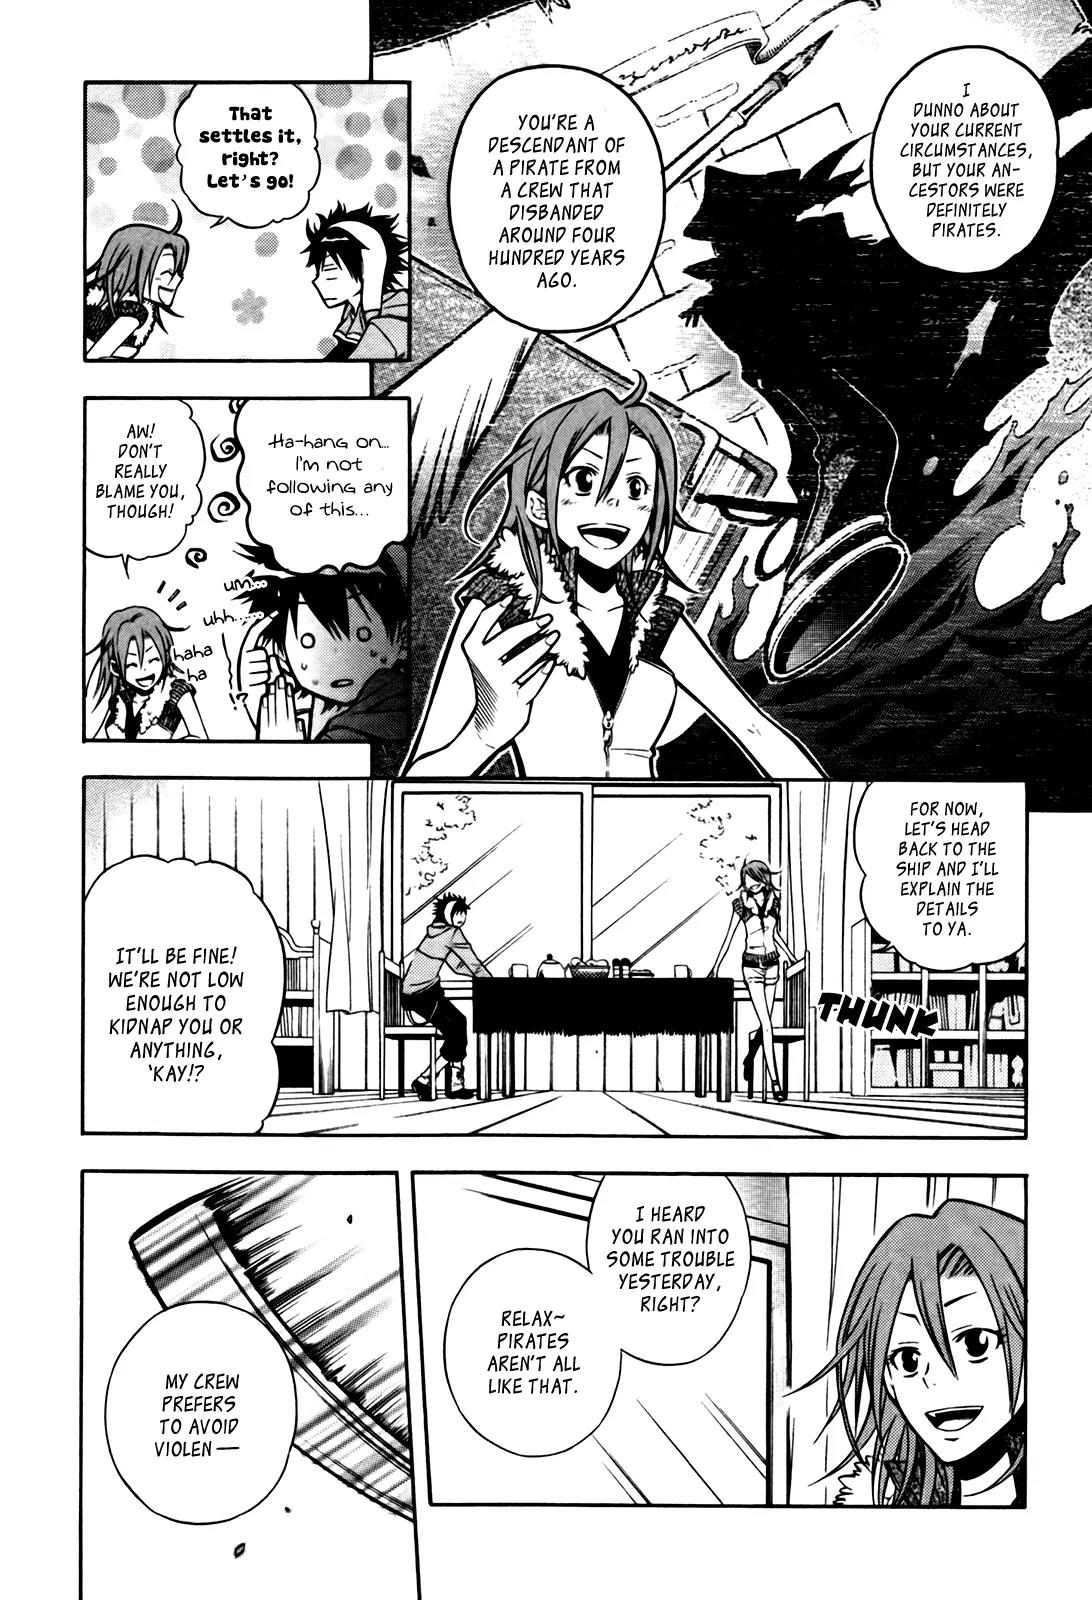 I
DUNNO ABOUT
YOUR CURRENT
CIRCUMSTANCES,
BUT YOUR AN-
CESTORS WERE
DEFINITELY
PIRATES.
YOU'RE A
DESCENDANT OF
A PIRATE FROM
A CREW THAT
DISBANDED
AROUND FOUR
HUNDRED YEARS
AGO.
That
settles it,
right?
Let's go!
Ha-hang on...
I'm not
following any
of this...
um...
uhh......
!?
AW!
DON'T
REALLY
BLAME YOU,
THOUGH!
haha
ha
FOR NOW,
LET'S HEAD
BACK TO THE
SHIP AND I'LL
EXPLAIN THE
DETAILS
TO YA.
THUNK
IT'LL BE FINE!
WE'RE NOT LOW
ENOUGH TO
KIDNAP YOU OR
ANYTHING,
'KAY!?
I HEARD
YOU RAN INTO
SOME TROUBLE
YESTERDAY,
RIGHT?
RELAX~
PIRATES
AREN'T ALL
LIKE THAT.
MY CREW
PREFERS
TO AVOID
VIOLEN—